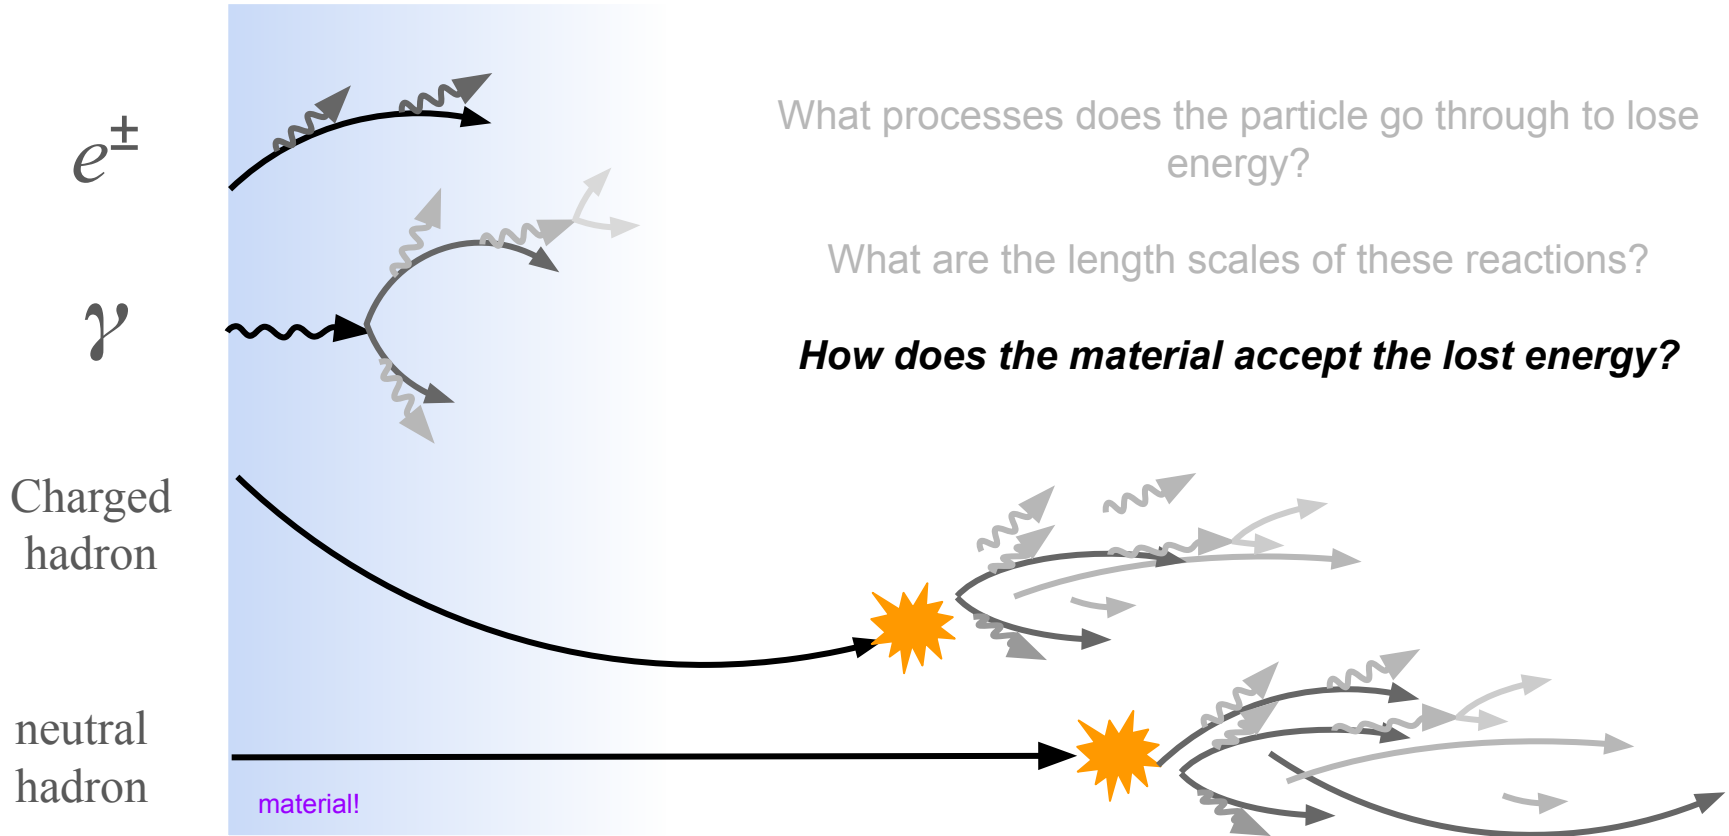 What processes does the particle go through to lose
energy?
e±
What are the length scales of these reactions?
γ
How does the material accept the lost energy?
Charged
hadron
neutral
hadron
material!